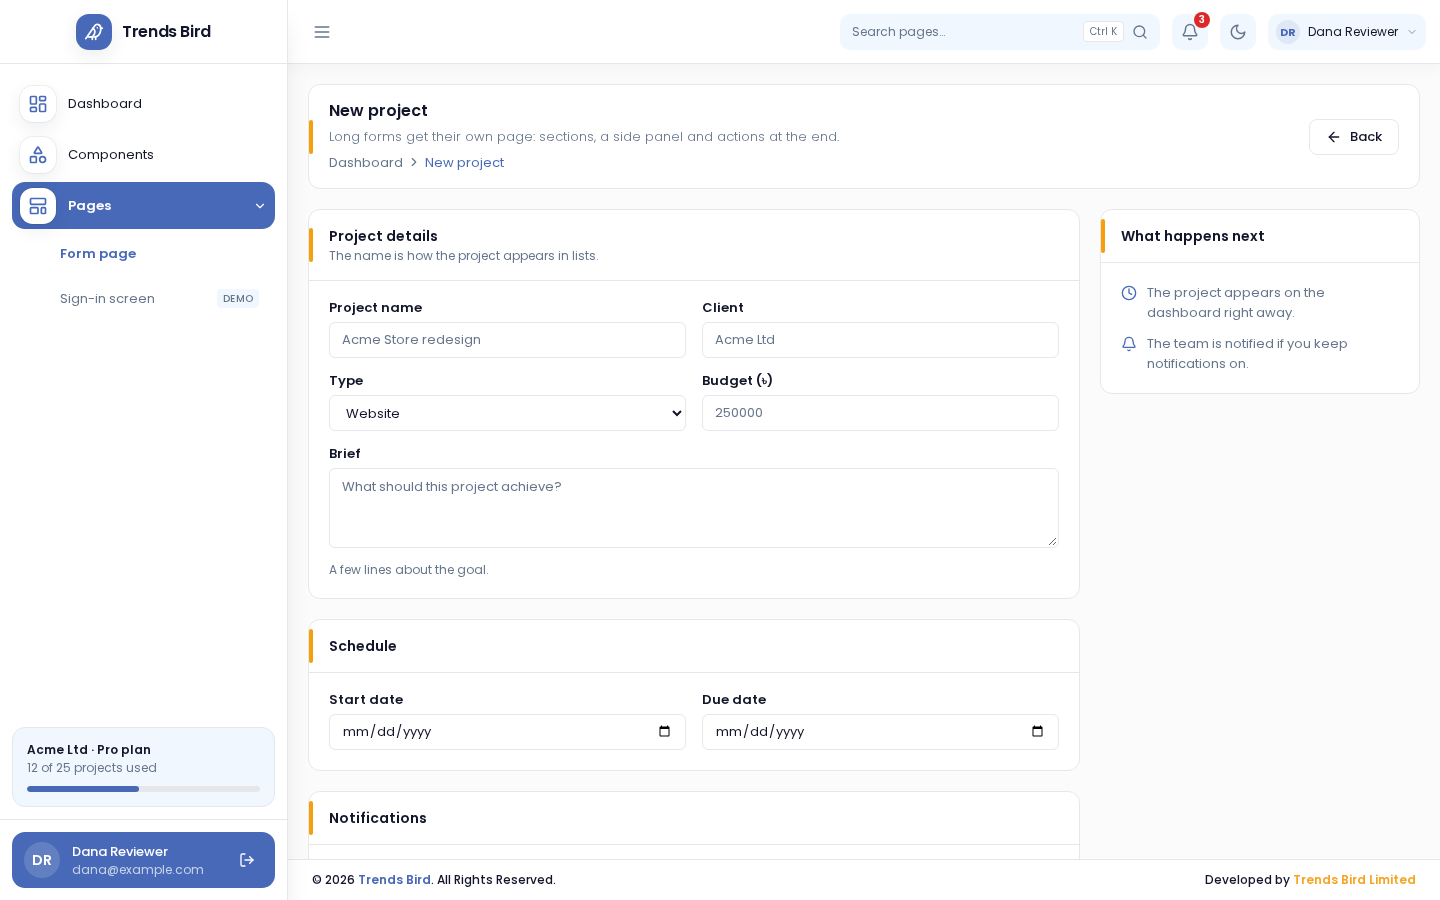 Trends Bird
Search pages...
Ctrl K
3
DR
Dana Reviewer
Dashboard
Components
Pages
Form page
Sign-in screen
DEMO
New project
Long forms get their own page: sections, a side panel and actions at the end.
Dashboard
New project
Back
Project details
The name is how the project appears in lists.
Project name
Client
Acme Store redesign
Acme Ltd
Type
Budget (৳)
Website
250000
Brief
What should this project achieve?
A few lines about the goal.
What happens next
The project appears on the
dashboard right away.
The team is notified if you keep
notifications on.
Schedule
Start date
Due date
mm/dd/yyyy
mm/dd/yyyy
Notifications
Acme Ltd · Pro plan
12 of 25 projects used
DR
Dana Reviewer
dana@example.com
© 2026 Trends Bird. All Rights Reserved.
Developed by Trends Bird Limited